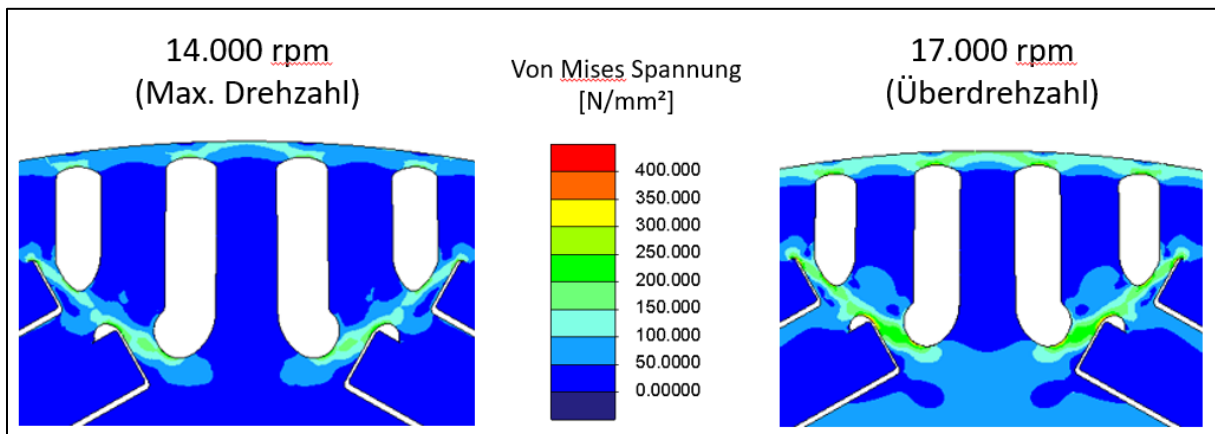 14.000 rpm
(Max. Drehzahl)
Von Mises Spannung
[N/mm²]
400.000
350.000
300.000
250.000
200.000
150.000
100.000
50.0000
0.00000
17.000 rpm
(Überdrehzahl)